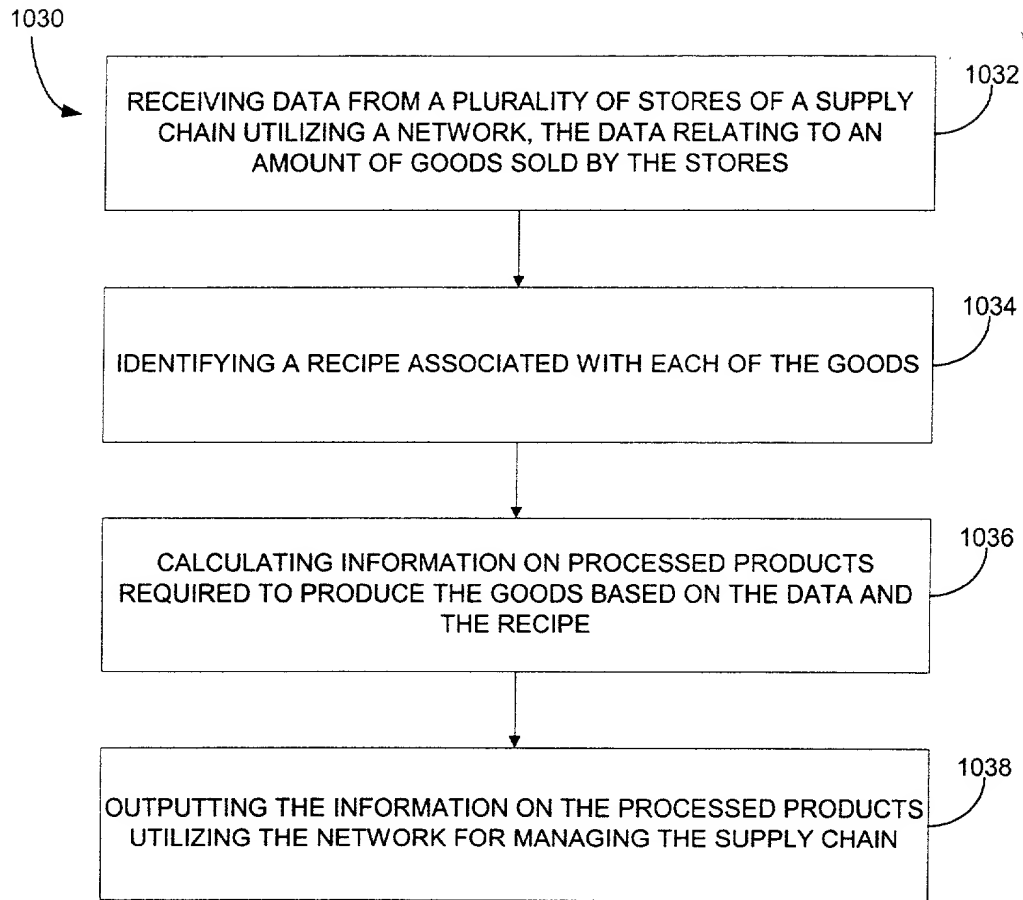 1030
1032
RECEIVING DATA FROM A PLURALITY OF STORES OF A SUPPLY
CHAIN UTILIZING A NETWORK, THE DATA RELATING TO AN
AMOUNT OF GOODS SOLD BY THE STORES
1034
IDENTIFYING A RECIPE ASSOCIATED WITH EACH OF THE GOODS
1036
CALCULATING INFORMATION ON PROCESSED PRODUCTS
REQUIRED TO PRODUCE THE GOODS BASED ON THE DATA AND
THE RECIPE
1038
OUTPUTTING THE INFORMATION ON THE PROCESSED PRODUCTS
UTILIZING THE NETWORK FOR MANAGING THE SUPPLY CHAIN